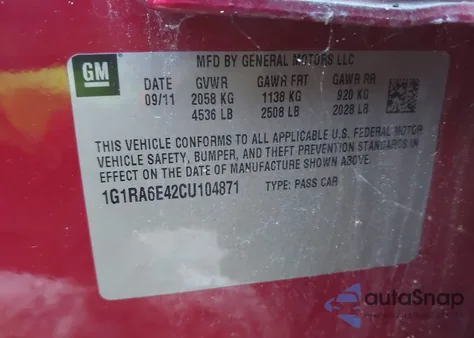 MFD BY GENERAL MOTORS LLC
GM
DATE GVWR GAWR FRT GAWR RR
09/11 2058 KG 1138 KG 920 KG
4536 LB 2508 LB 2028 LB
THIS VEHICLE CONFORMS TO ALL APPLICABLE U.S. FEDERAL MOTOR
VEHICLE SAFETY, BUMPER, AND THEFT PREVENTION STANDARDS IN
EFFECT ON THE DATE OF MANUFACTURE SHOWN ABOVE.
1G1RA6E42CU104871 TYPE: PASS CAR
autoSnap